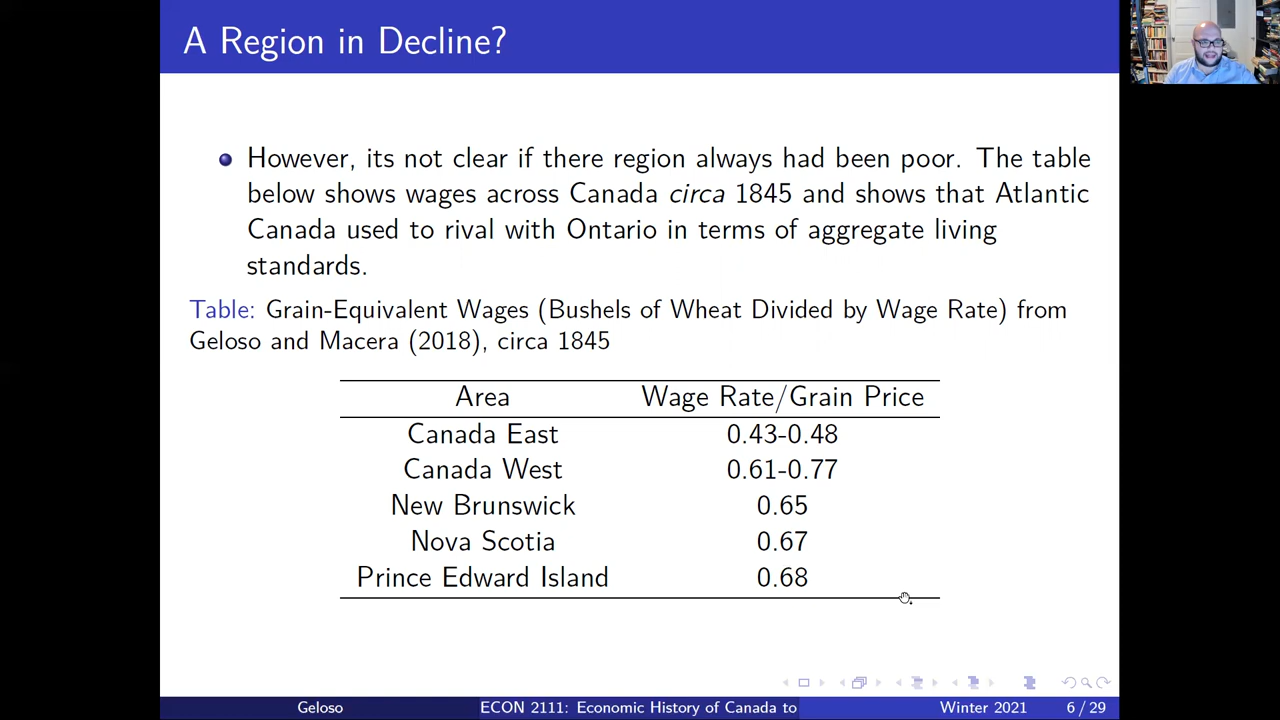 A Region in Decline?
However, its not clear if there region always had been poor. The table
below shows wages across Canada circa 1845 and shows that Atlantic
Canada used to rival with Ontario in terms of aggregate living
standards.
Table: Grain-Equivalent Wages (Bushels of Wheat Divided by Wage Rate) from
Geloso and Macera (2018), circa 1845
Area Wage Rate/Grain Price
Canada East 0.43-0.48
Canada West 0.61-0.77
New Brunswick 0.65
Nova Scotia 0.67
Prince Edward Island 0.68
Geloso ECON 2111: Economic History of Canada to Winter 2021 6 / 29